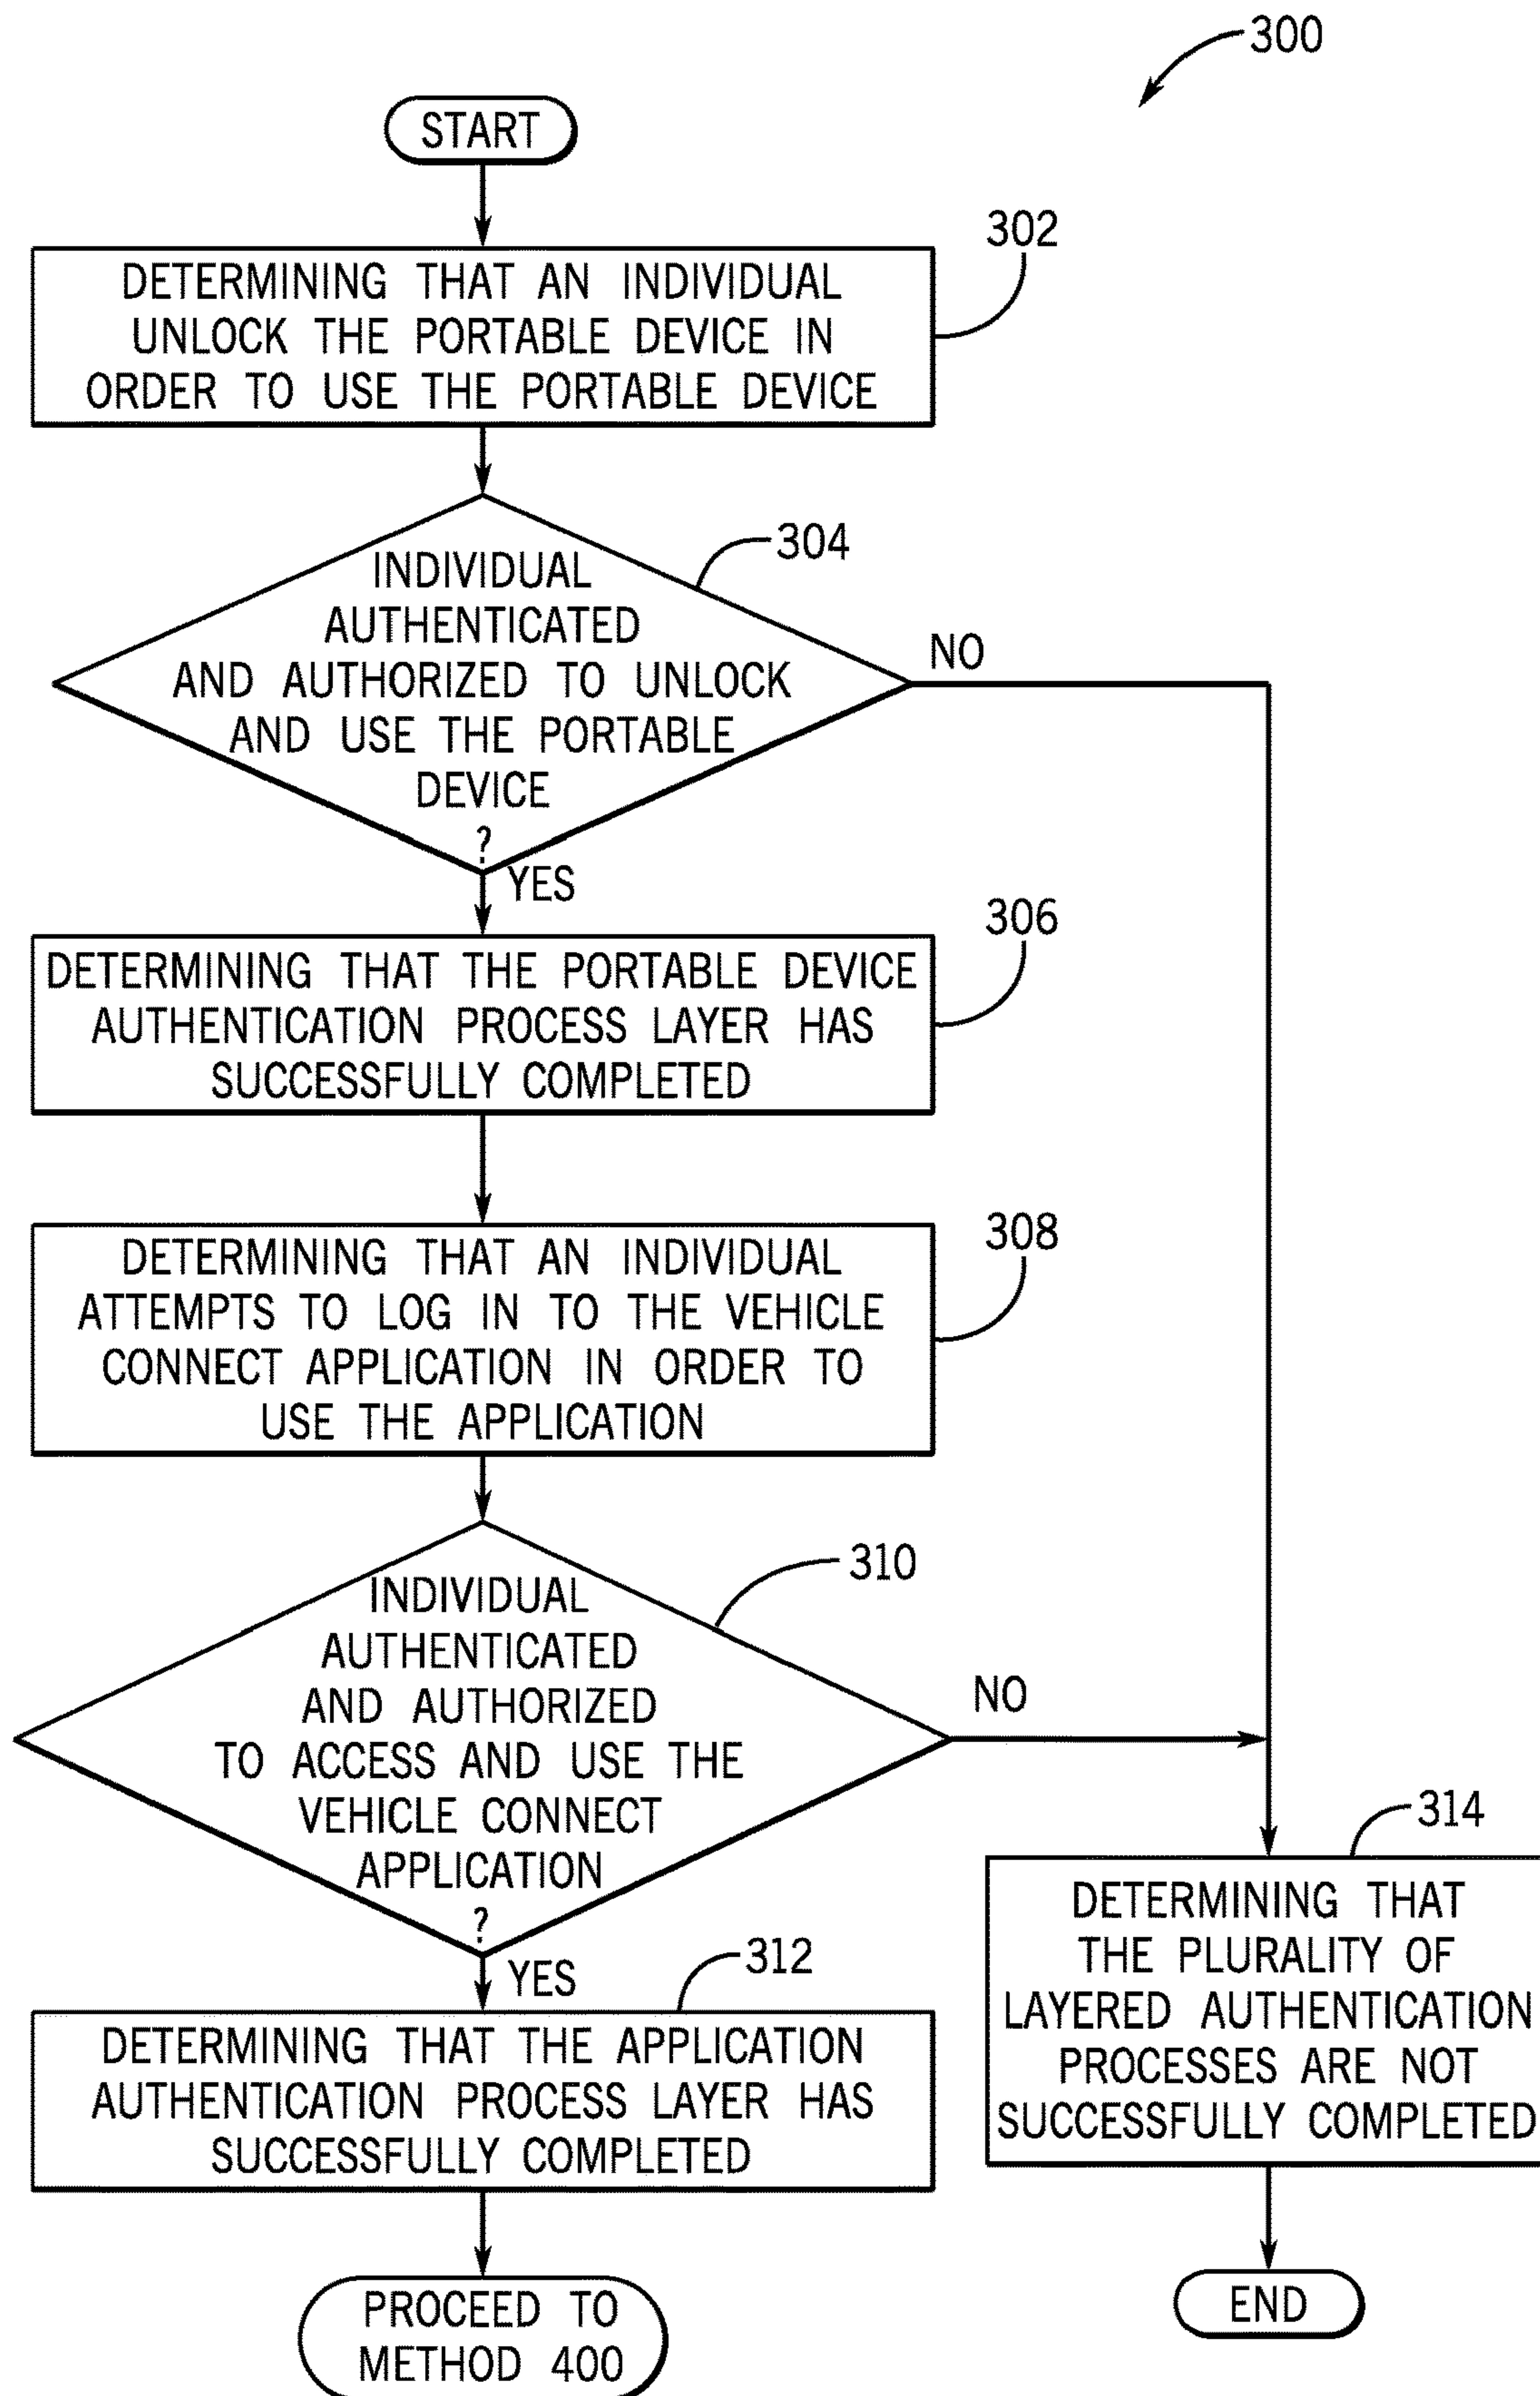 300
START
302
DETERMINING THAT AN INDIVIDUAL
UNLOCK THE PORTABLE DEVICE IN
ORDER TO USE THE PORTABLE DEVICE
304
INDIVIDUAL
AUTHENTICATED
AND AUTHORIZED TO UNLOCK
AND USE THE PORTABLE
DEVICE
?
NO
YES
306
DETERMINING THAT THE PORTABLE DEVICE
AUTHENTICATION PROCESS LAYER HAS
SUCCESSFULLY COMPLETED
308
DETERMINING THAT AN INDIVIDUAL
ATTEMPTS TO LOG IN TO THE VEHICLE
CONNECT APPLICATION IN ORDER TO
USE THE APPLICATION
310
INDIVIDUAL
AUTHENTICATED
AND AUTHORIZED
TO ACCESS AND USE THE
VEHICLE CONNECT
APPLICATION
?
NO
YES
312
DETERMINING THAT THE APPLICATION
AUTHENTICATION PROCESS LAYER HAS
SUCCESSFULLY COMPLETED
PROCEED TO
METHOD 400
314
DETERMINING THAT
THE PLURALITY OF
LAYERED AUTHENTICATION
PROCESSES ARE NOT
SUCCESSFULLY COMPLETED
END